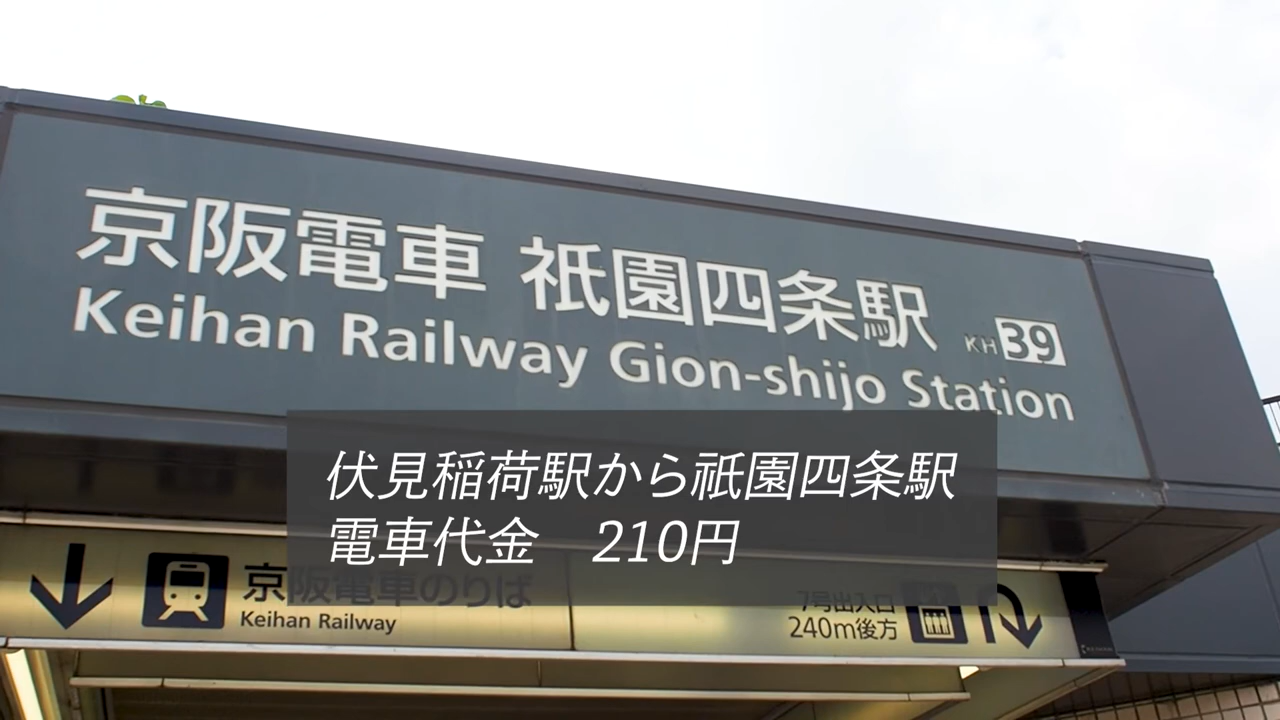 京阪電車 祇園四条駅 KH39
Keihan Railway Gion-shijo Station
伏見稲荷駅から祇園四条駅
電車代金　210円
京阪電車のりば
Keihan Railway
7号出入口
240m後方